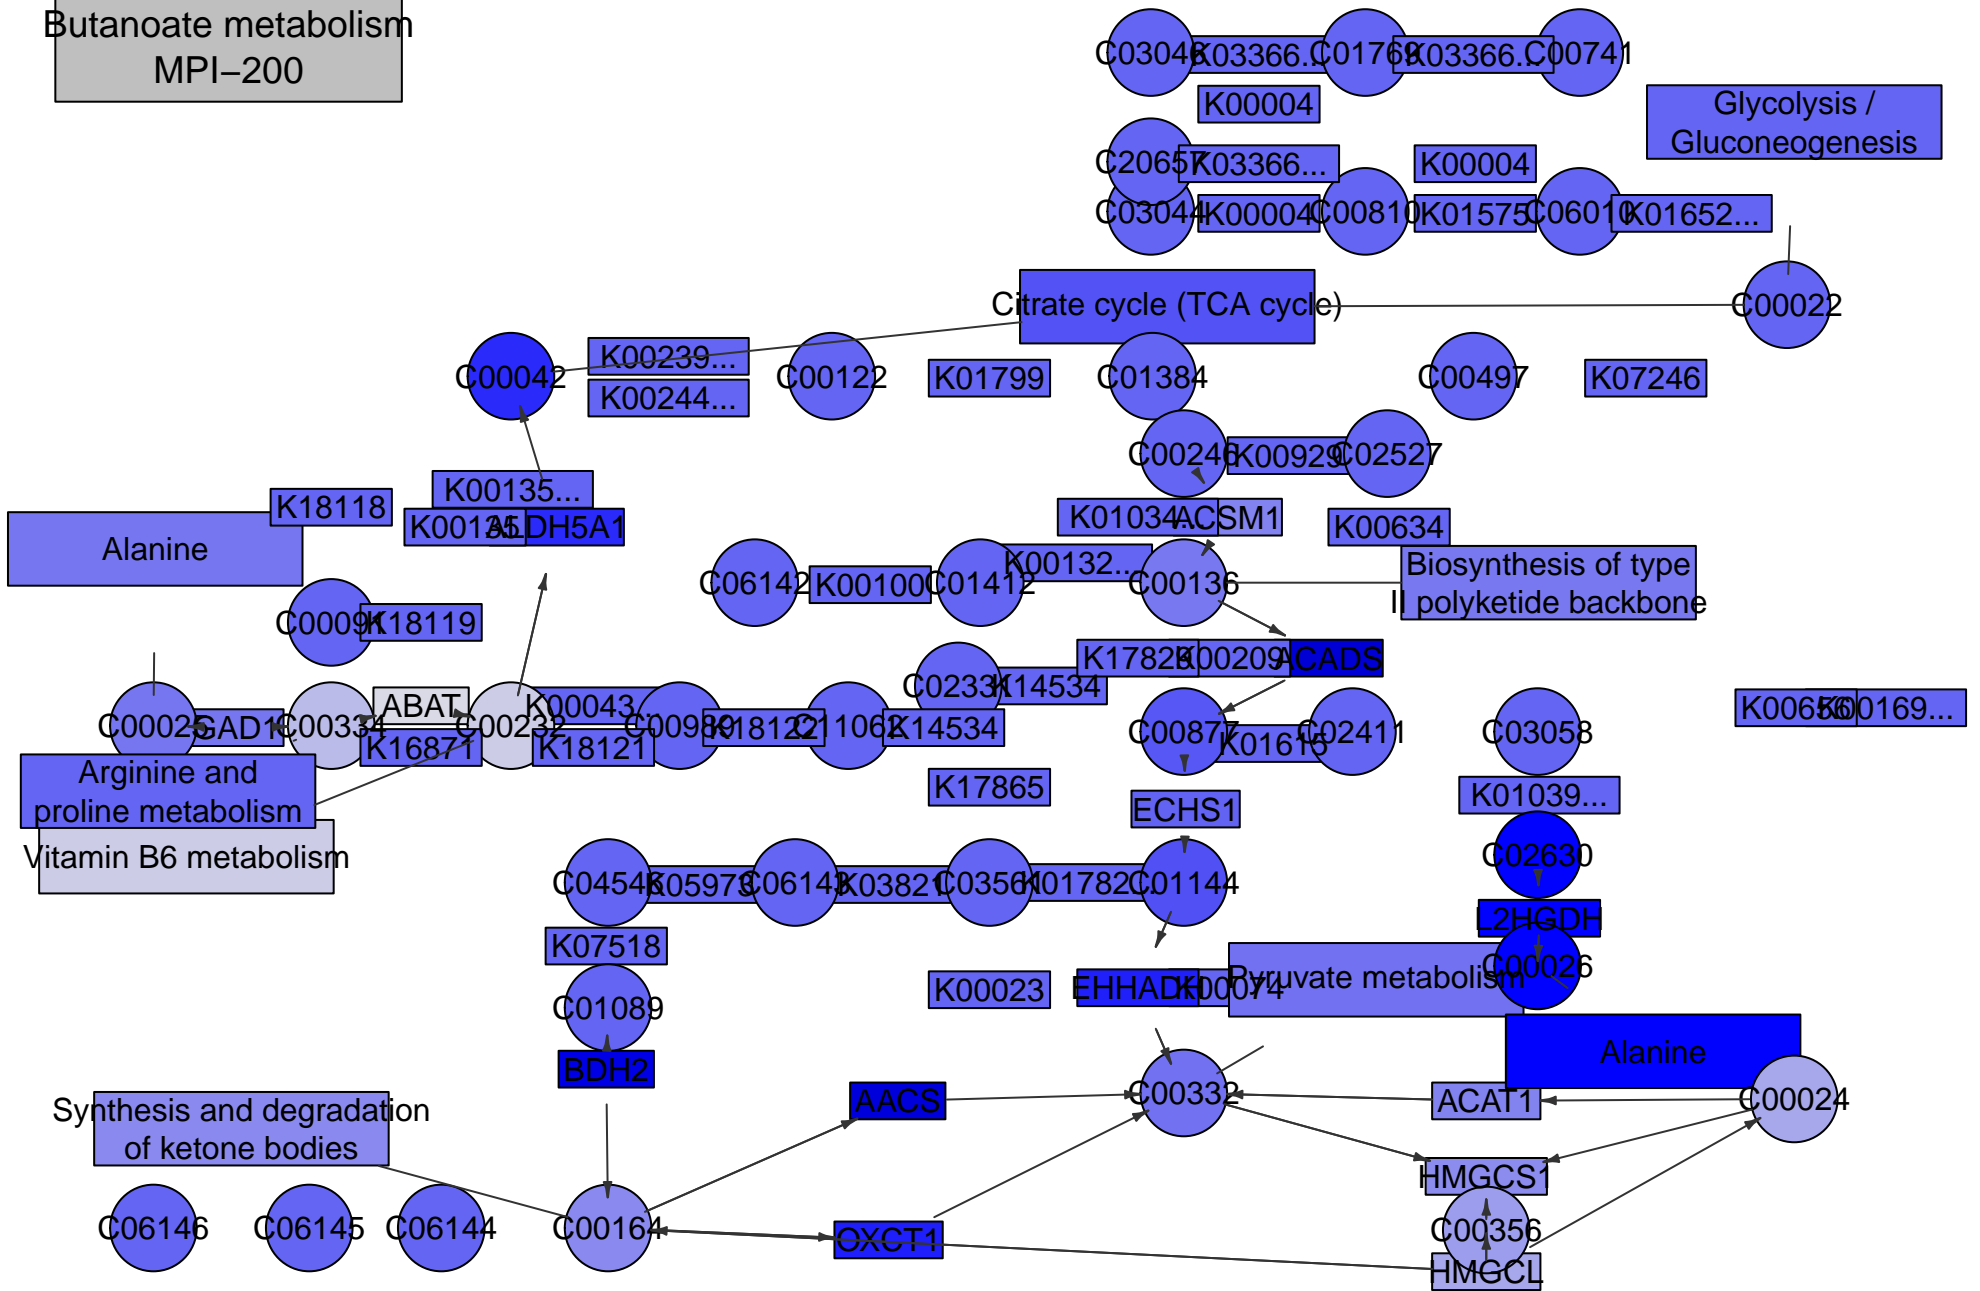 Butanoate metabolism
MPI−200
C03046
K03366...
C01769
K03366...
C00741
K00004
Glycolysis /
Gluconeogenesis
C20657
K03366...
K00004
C03044
K00004
C00810
K01575
C06010
K01652...
Citrate cycle (TCA cycle)
C00022
C00042
K00239...
K00244...
C00122
K01799
C01384
C00497
K07246
C00246
K00929
C02527
K18118
K00135...
K00135
ALDH5A1
K01034...
ACSM1
K00634
Alanine
C06142
K00100
C01412
K00132...
C00136
Biosynthesis of type
II polyketide backbone
C00091
K18119
K17829
K00209
ACADS
C02331
K14534
C00025
GAD1
C00334
ABAT
K16871
C00232
K00043...
K18121
C00989
K18122
C11062
K14534
C00877
K01615
C02411
C03058
K00656
K00169...
Arginine and
proline metabolism
K17865
ECHS1
K01039...
Vitamin B6 metabolism
C04546
K05973
C06143
K03821
C03561
K01782...
C01144
C02630
L2HGDH
K07518
K00023
EHHADH
K00074
Pyruvate metabolism
C00026
C01089
BDH2
Alanine
Synthesis and degradation
of ketone bodies
AACS
C00332
ACAT1
C00024
HMGCS1
C06146
C06145
C06144
C00164
OXCT1
C00356
HMGCL